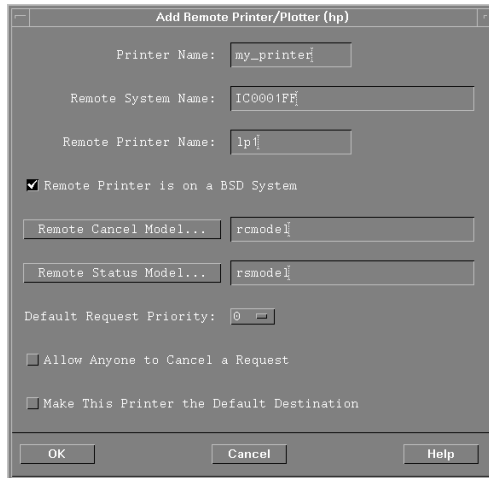 Add Remote Printer/Plotter (hp)
Printer Name: my_printer
Remote System Name: IC0001FF
Remote Printer Name: lp1
Remote Printer is on a BSD System
Remote Cancel Model... rcmodel
Remote Status Model... rsmodel
Default Request Priority: 0
Allow Anyone to Cancel a Request
Make This Printer the Default Destination
OK Cancel Help